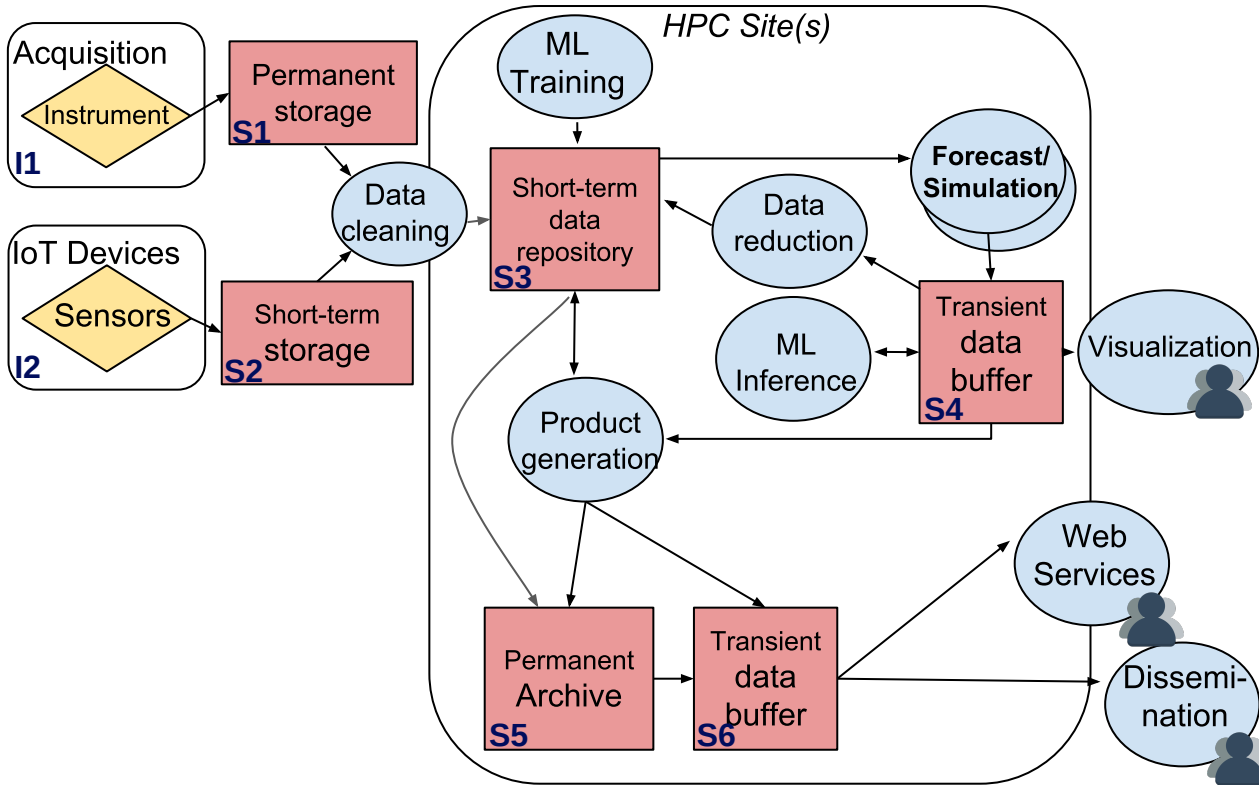 HPC Site(s)
Acquisition
Instrument
I1
Permanent
storage
S1
ML
Training
Data
cleaning
Short-term
data
repository
S3
Forecast/
Simulation
Data
reduction
IoT Devices
Sensors
I2
Short-term
storage
S2
ML
Inference
Transient
data
buffer
S4
Visualization
Product
generation
Web
Services
Permanent
Archive
S5
Transient
data
buffer
S6
Dissemi-
nation